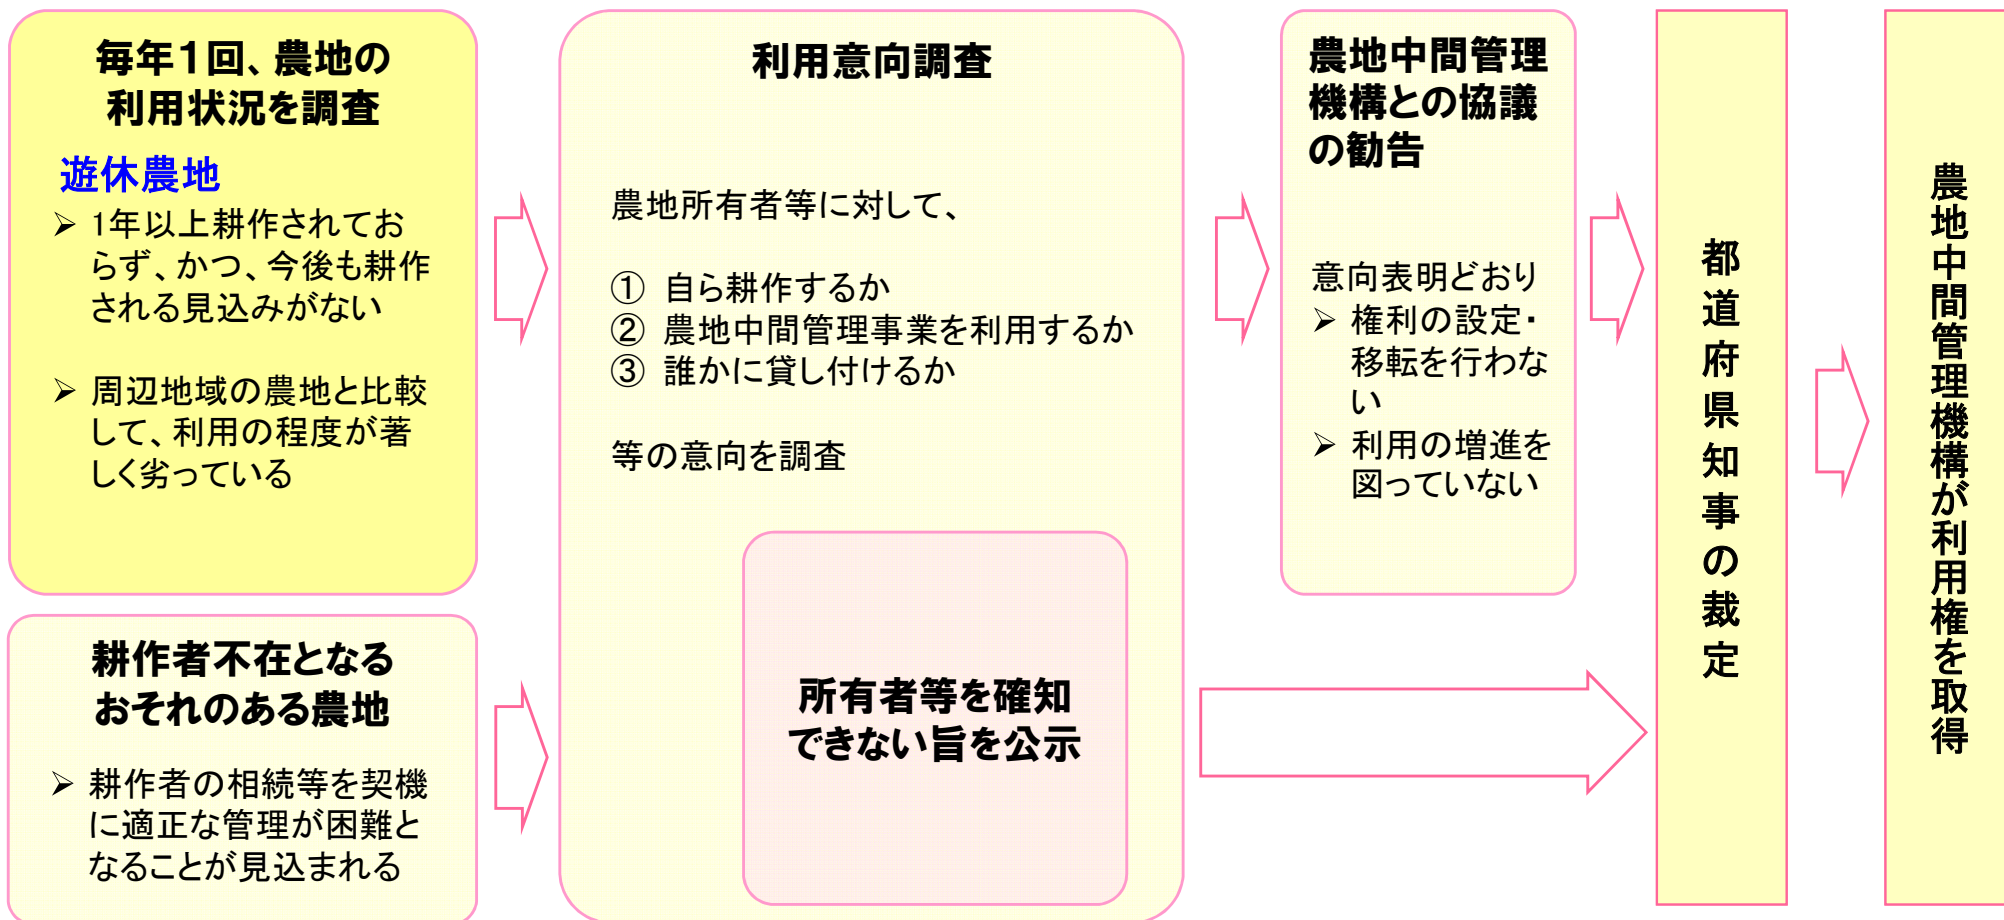 毎年1回、農地の
利用状況を調査
遊休農地
➢ 1年以上耕作されてお
らず、かつ、今後も耕作
される見込みがない
➢ 周辺地域の農地と比較
して、利用の程度が著
しく劣っている
耕作者不在となる
おそれのある農地
➢ 耕作者の相続等を契機
に適正な管理が困難と
なることが見込まれる
利用意向調査
農地所有者等に対して、
① 自ら耕作するか
② 農地中間管理事業を利用するか
③ 誰かに貸し付けるか
等の意向を調査
所有者等を確知
できない旨を公示
農地中間管理
機構との協議
の勧告
意向表明どおり
➢ 権利の設定・
移転を行わな
い
➢ 利用の増進を
図っていない
都道府県知事の裁定
農地中間管理機構が利用権を取得